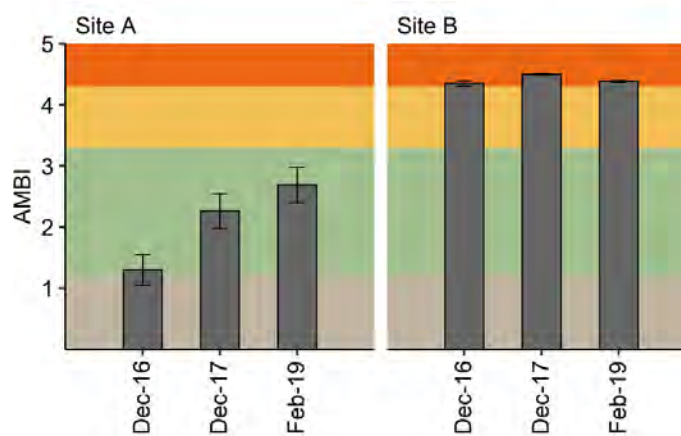 Site A
Site B
AMBI
5
4
3
2
1
Dec-16
Dec-17
Feb-19
Dec-16
Dec-17
Feb-19